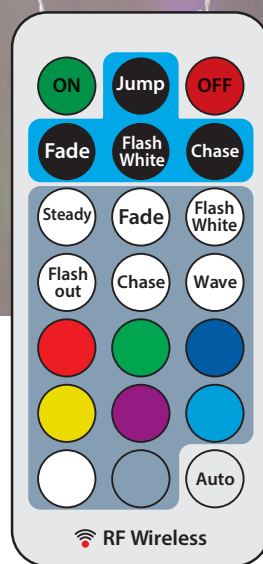 ON
Jump
OFF
Fade
Flash
White
Chase
Steady
Fade
Flash
White
Flash
out
Chase
Wave
Auto
RF Wireless